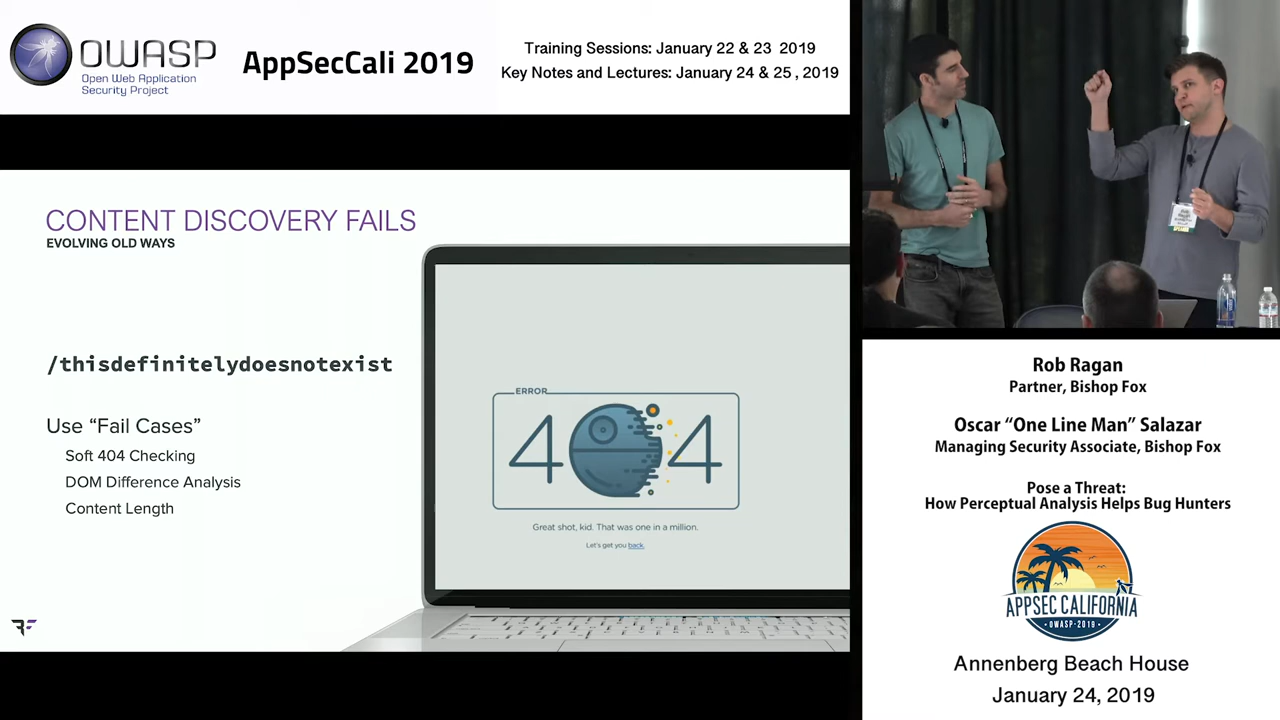 OWASP
Open Web Application
Security Project
AppSecCali 2019
Training Sessions: January 22 & 23 2019
Key Notes and Lectures: January 24 & 25 , 2019
CONTENT DISCOVERY FAILS
EVOLVING OLD WAYS
/thisdefinitelydoesnotexist
Use “Fail Cases”
Soft 404 Checking
DOM Difference Analysis
Content Length
ERROR
404
Great shot, kid. That was one in a million.
Let's get you back.
Rob Ragan
Partner, Bishop Fox
Oscar “One Line Man” Salazar
Managing Security Associate, Bishop Fox
Pose a Threat:
How Perceptual Analysis Helps Bug Hunters
APPSEC CALIFORNIA
OWASP-2019
Annenberg Beach House
January 24, 2019